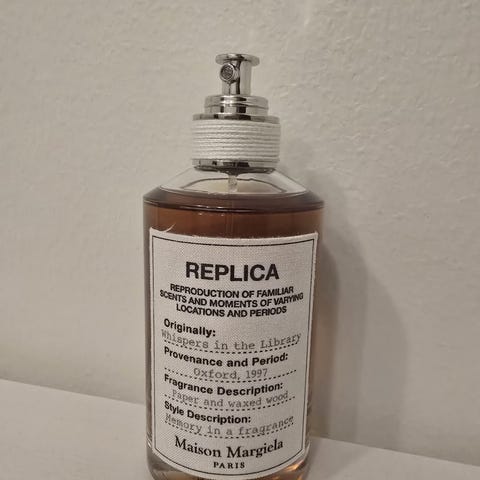 REPLICA
REPRODUCTION OF FAMILIAR
SCENTS AND MOMENTS OF VARYING
LOCATIONS AND PERIODS
Originally:
Whispers in the Library
Provenance and Period:
Oxford, 1997
Fragrance Description:
Paper and waxed wood
Style Description:
Memory in a fragrance
Maison Margiela
PARIS